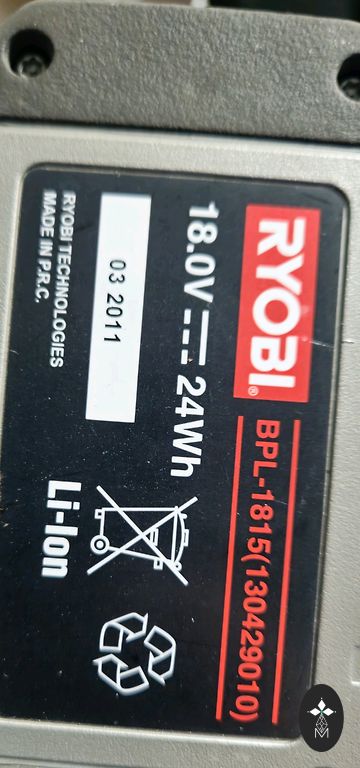 RYOBI® BPL-1815(130429010)
18.0V 24Wh
03 2011
Li-Ion
RYOBI TECHNOLOGIES
MADE IN P.R.C.
M